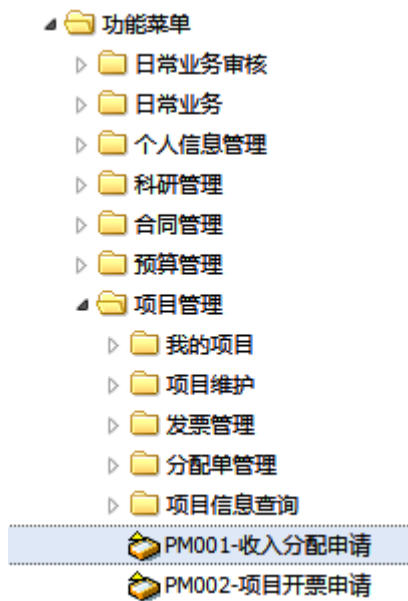 功能菜单
日常业务审核
日常业务
个人信息管理
科研管理
合同管理
预算管理
项目管理
我的项目
项目维护
发票管理
分配单管理
项目信息查询
PM001-收入分配申请
PM002-项目开票申请